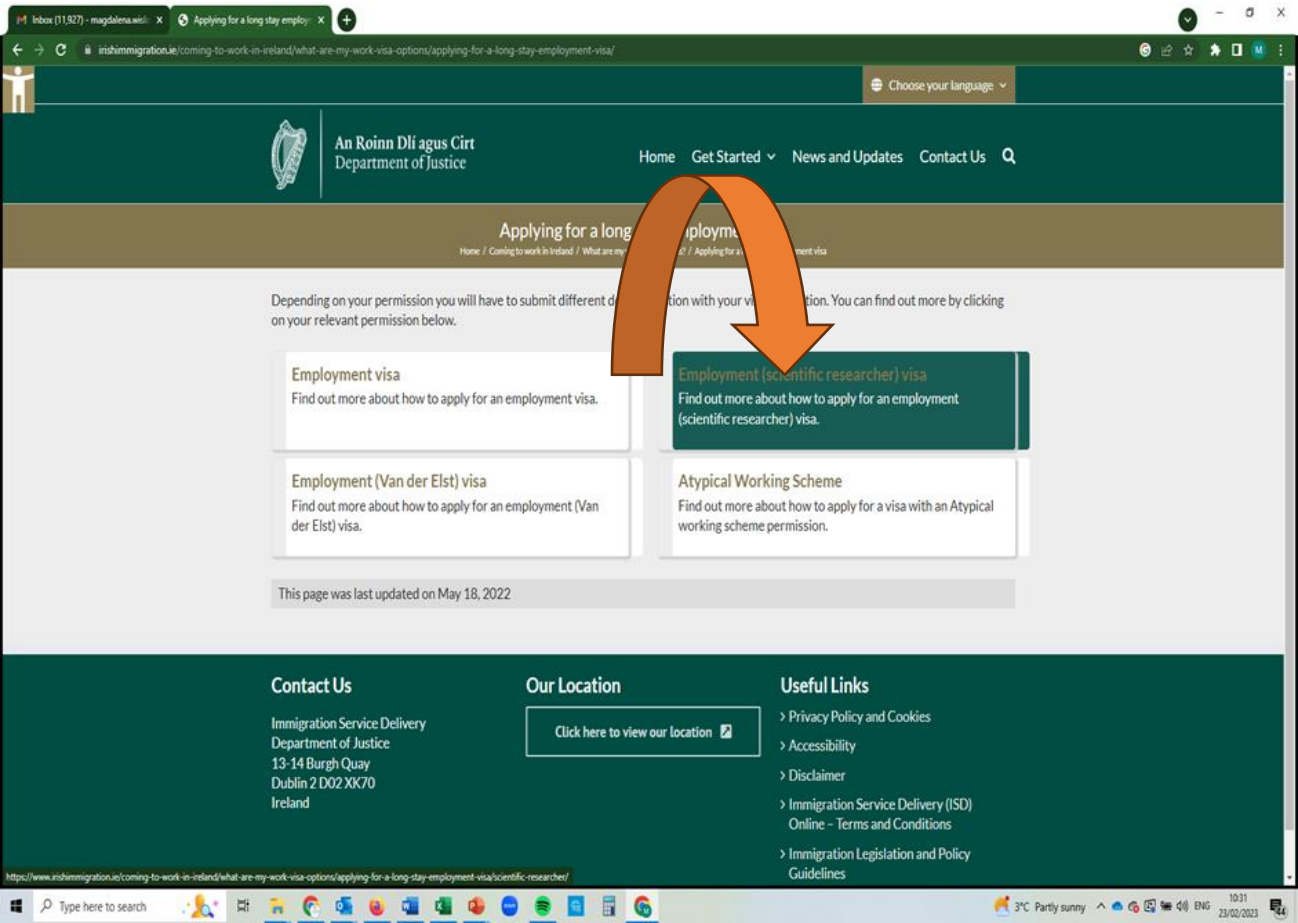 Inbox (11,927) - magdalena.wisl
Applying for a long stay employ
irishimmigration.ie/coming-to-work-in-ireland/what-are-my-work-visa-options/applying-for-a-long-stay-employment-visa/
Choose your language
An Roinn Dlí agus Cirt
Department of Justice
Home Get Started News and Updates Contact Us
Applying for a long
Home / Coming to work in Ireland / What are my / Applying for a ment visa
Depending on your permission you will have to submit different tion with your tion. You can find out more by clicking
on your relevant permission below.
Employment visa
Find out more about how to apply for an employment visa.
Employment (scientific researcher) visa
Find out more about how to apply for an employment
(scientific researcher) visa.
Employment (Van der Elst) visa
Find out more about how to apply for an employment (Van
der Elst) visa.
Atypical Working Scheme
Find out more about how to apply for a visa with an Atypical
working scheme permission.
This page was last updated on May 18, 2022
Contact Us
Immigration Service Delivery
Department of Justice
13-14 Burgh Quay
Dublin 2 D02 XK70
Ireland
Our Location
Click here to view our location
Useful Links
> Privacy Policy and Cookies
> Accessibility
> Disclaimer
> Immigration Service Delivery (ISD)
Online – Terms and Conditions
> Immigration Legislation and Policy
Guidelines
https://www.irishimmigration.ie/coming-to-work-in-ireland/what-are-my-work-visa-options/applying-for-a-long-stay-employment-visa/scientific-researcher/
Type here to search
3°C Partly sunny
ENG
10:31
23/02/2023
44